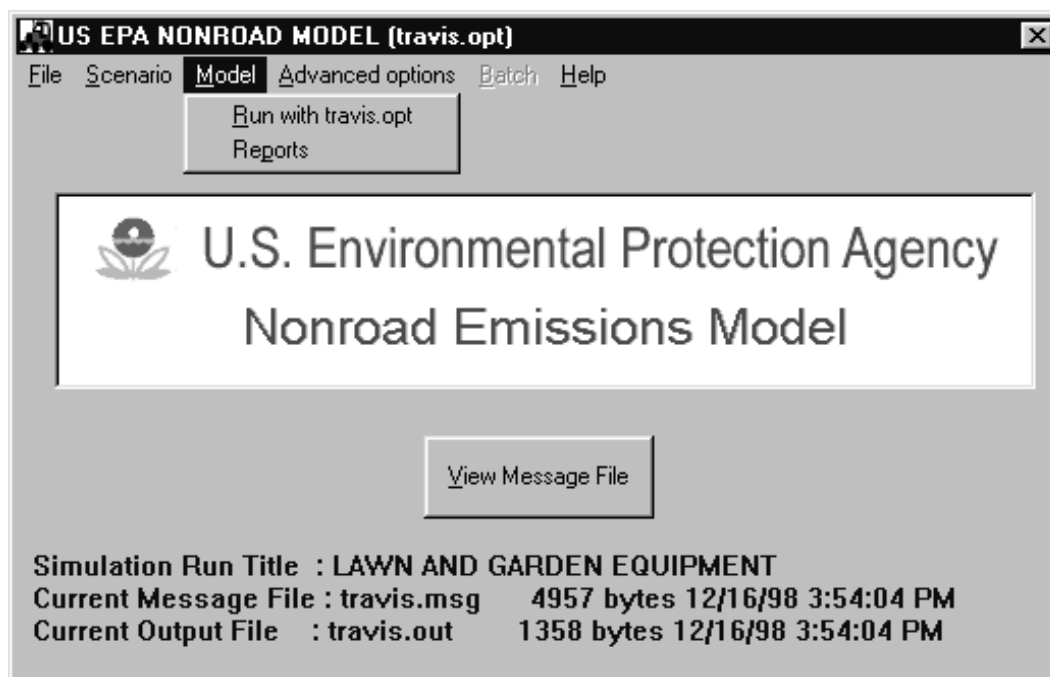 US EPA NONROAD MODEL (travis.opt)
File Scenario Model Advanced options Batch Help
Run with travis.opt
Reports
U.S. Environmental Protection Agency
Nonroad Emissions Model
View Message File
Simulation Run Title : LAWN AND GARDEN EQUIPMENT
Current Message File : travis.msg 4957 bytes 12/16/98 3:54:04 PM
Current Output File : travis.out 1358 bytes 12/16/98 3:54:04 PM